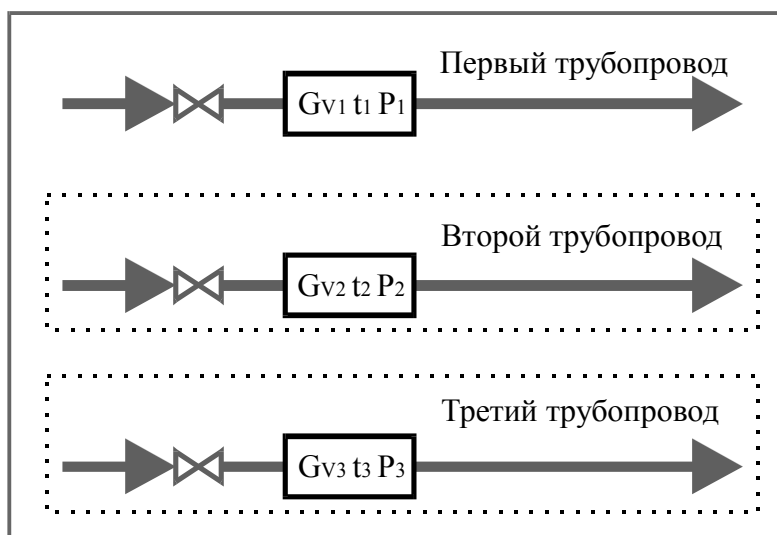 Первый трубопровод
GV1 t1 P1
Второй трубопровод
GV2 t2 P2
Третий трубопровод
GV3 t3 P3